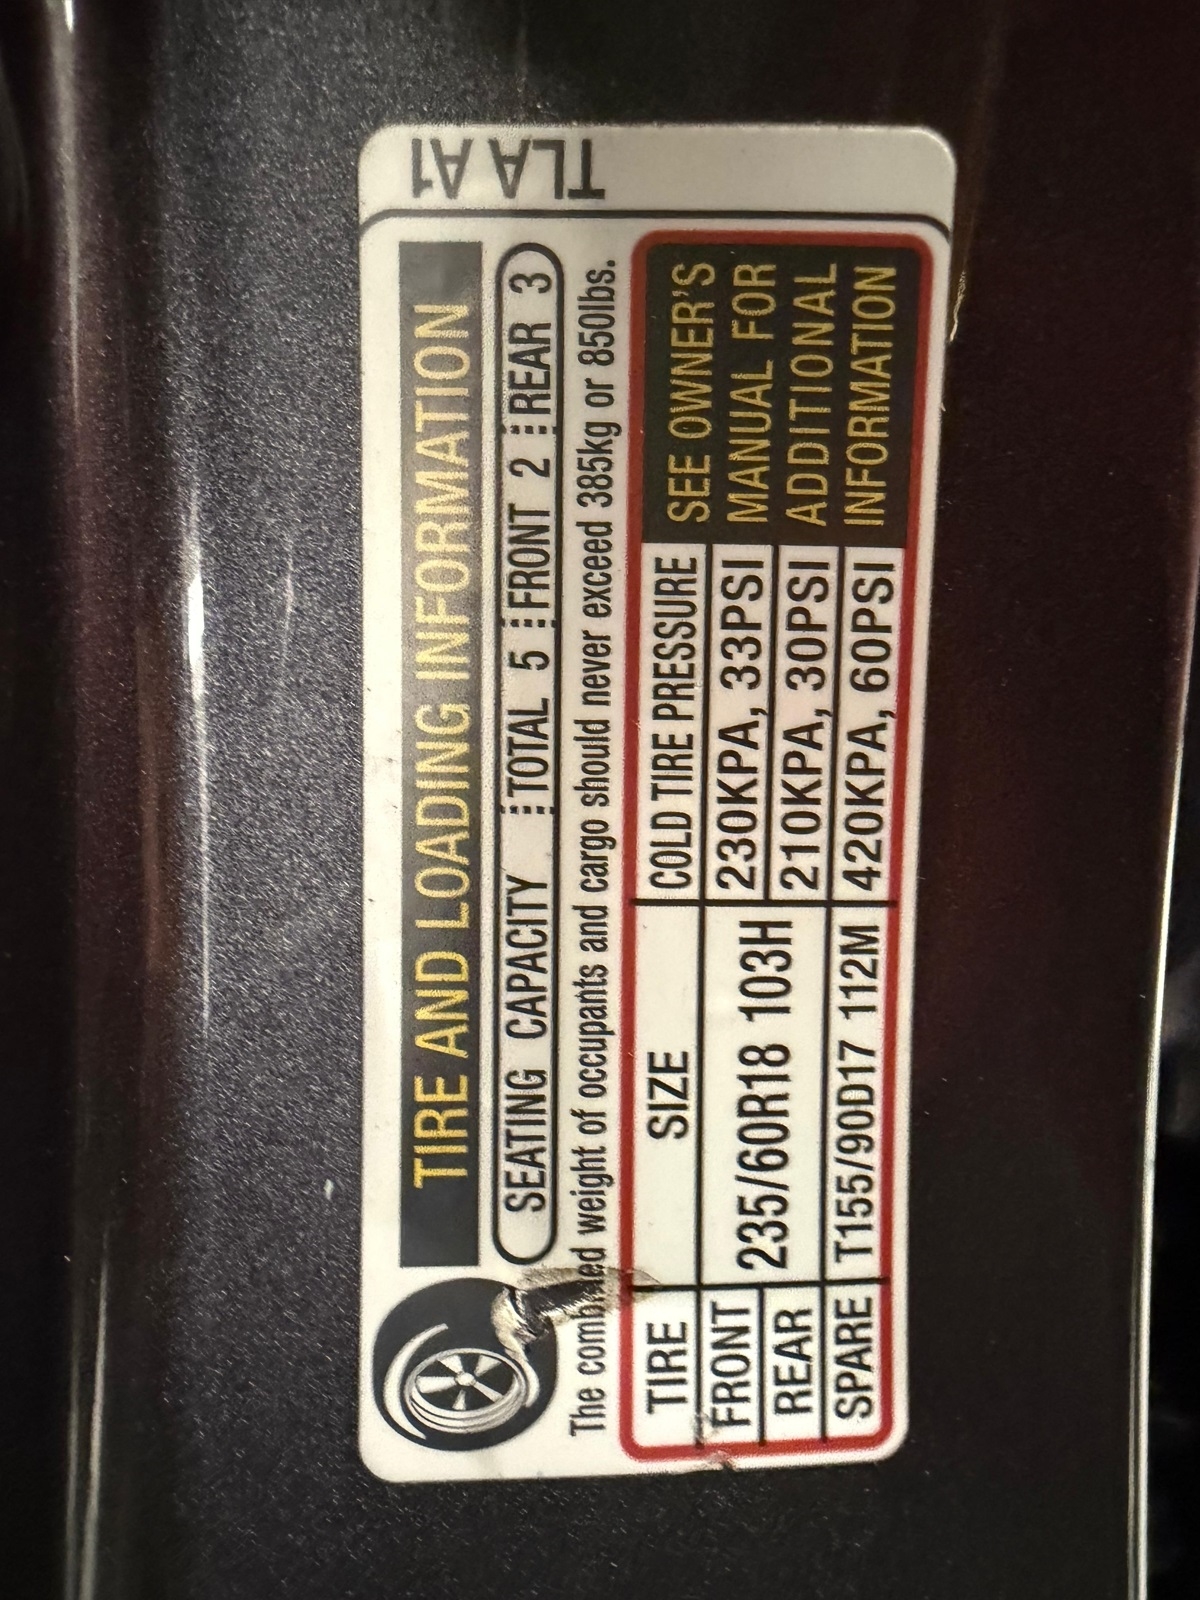 TLA A1
TIRE AND LOADING INFORMATION
SEATING CAPACITY TOTAL 5 FRONT 2 REAR 3
The combined weight of occupants and cargo should never exceed 385kg or 850lbs.
TIRE SIZE COLD TIRE PRESSURE
FRONT 235/60R18 103H 230KPA, 33PSI
REAR 210KPA, 30PSI
SPARE T155/90D17 112M 420KPA, 60PSI
SEE OWNER'S
MANUAL FOR
ADDITIONAL
INFORMATION